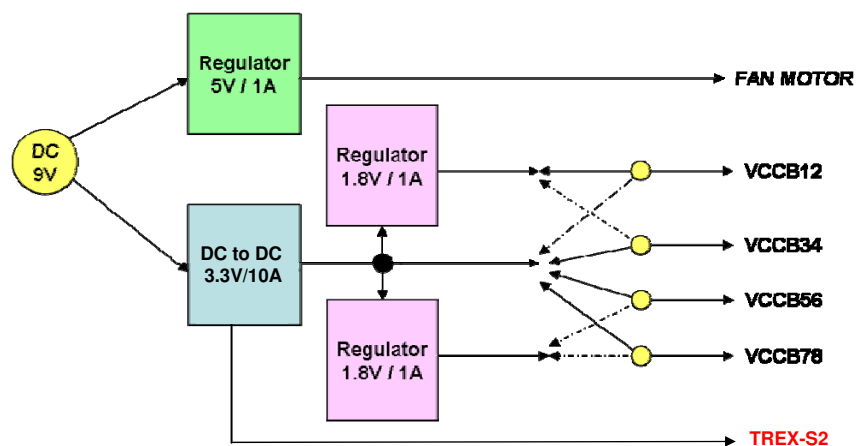 Regulator
5V / 1A
FAN MOTOR
DC
9V
Regulator
1.8V / 1A
VCCB12
DC to DC
3.3V/10A
VCCB34
VCCB56
Regulator
1.8V / 1A
VCCB78
TREX-S2